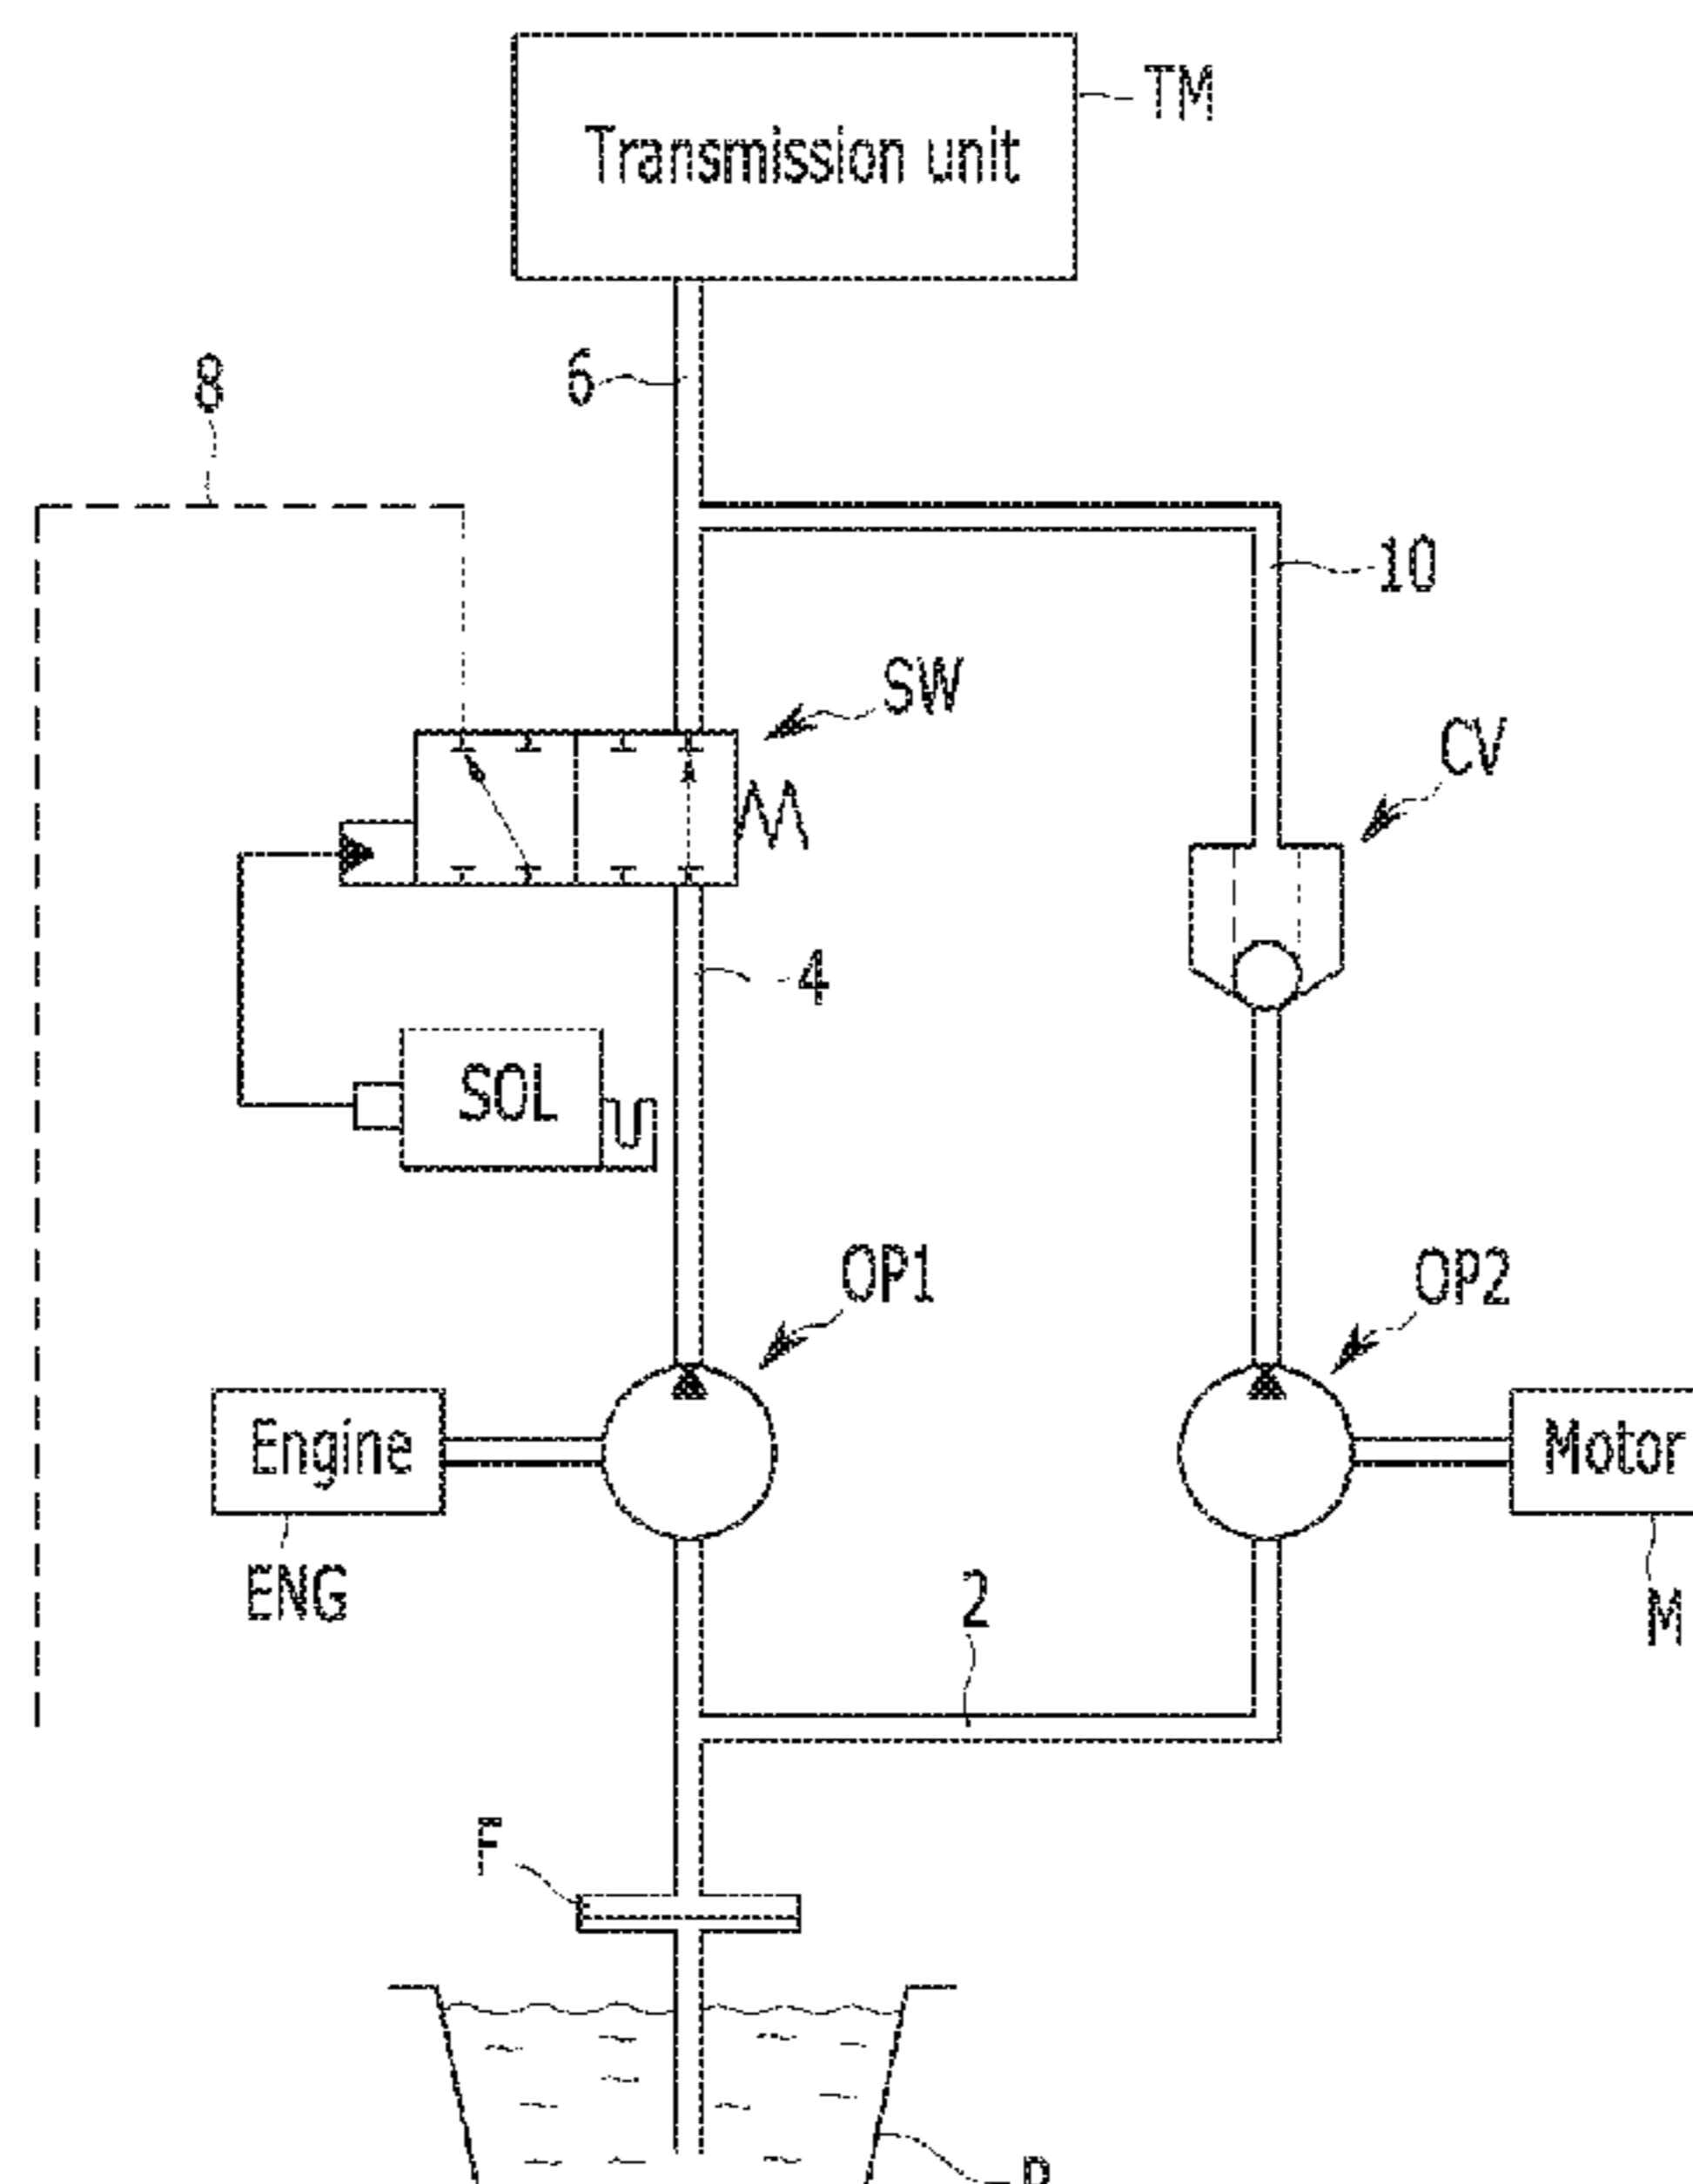 Transmission unit
TM
6
8
10
SW
CV
4
SOL
OP1
OP2
Engine
Motor
ENG
2
M
F